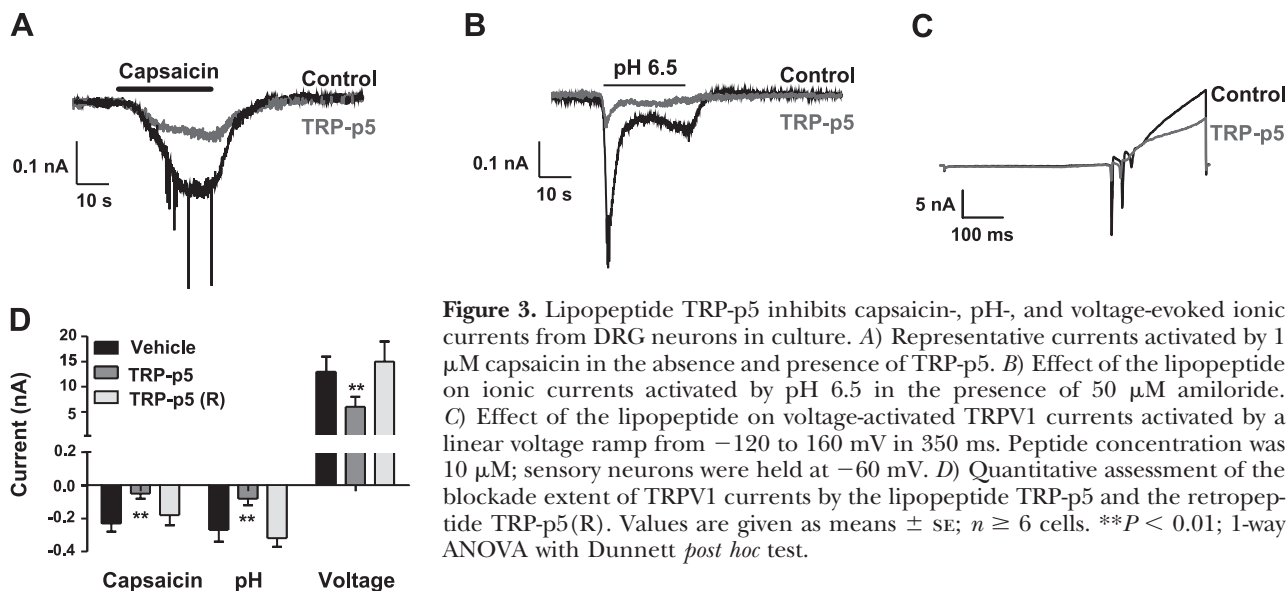 A
Capsaicin
Control
TRP-p5
0.1 nA
10 s
B
pH 6.5
Control
TRP-p5
0.1 nA
10 s
C
Control
TRP-p5
5 nA
100 ms
D
Current (nA)
20
15
10
5
0.2
0.0
-0.2
-0.4
Vehicle
TRP-p5
TRP-p5 (R)
**
**
**
Capsaicin
pH
Voltage
Figure 3. Lipopeptide TRP-p5 inhibits capsaicin-, pH-, and voltage-evoked ionic
currents from DRG neurons in culture. A) Representative currents activated by 1
μM capsaicin in the absence and presence of TRP-p5. B) Effect of the lipopeptide
on ionic currents activated by pH 6.5 in the presence of 50 μM amiloride.
C) Effect of the lipopeptide on voltage-activated TRPV1 currents activated by a
linear voltage ramp from −120 to 160 mV in 350 ms. Peptide concentration was
10 μM; sensory neurons were held at −60 mV. D) Quantitative assessment of the
blockade extent of TRPV1 currents by the lipopeptide TRP-p5 and the retropep-
tide TRP-p5(R). Values are given as means ± SE; n ≥ 6 cells. **P < 0.01; 1-way
ANOVA with Dunnett post hoc test.